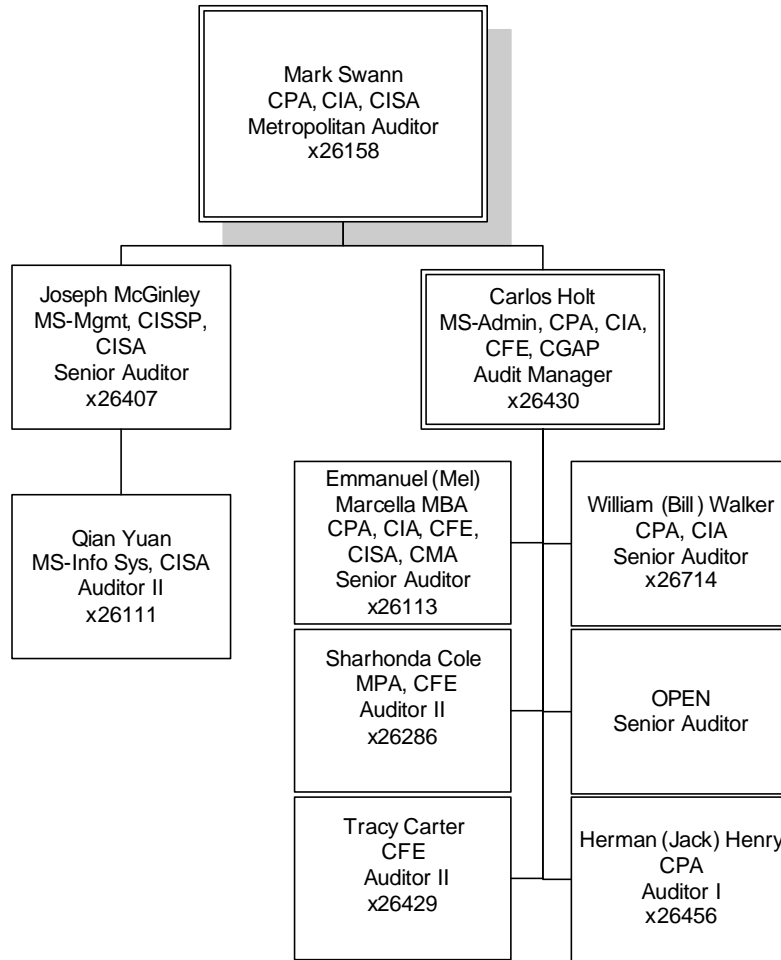 Mark Swann
CPA, CIA, CISA
Metropolitan Auditor
x26158
Joseph McGinley
MS-Mgmt, CISSP,
CISA
Senior Auditor
x26407
Carlos Holt
MS-Admin, CPA, CIA,
CFE, CGAP
Audit Manager
x26430
Qian Yuan
MS-Info Sys, CISA
Auditor II
x26111
Emmanuel (Mel)
Marcella MBA
CPA, CIA, CFE,
CISA, CMA
Senior Auditor
x26113
William (Bill) Walker
CPA, CIA
Senior Auditor
x26714
Sharhonda Cole
MPA, CFE
Auditor II
x26286
OPEN
Senior Auditor
Tracy Carter
CFE
Auditor II
x26429
Herman (Jack) Henry
CPA
Auditor I
x26456